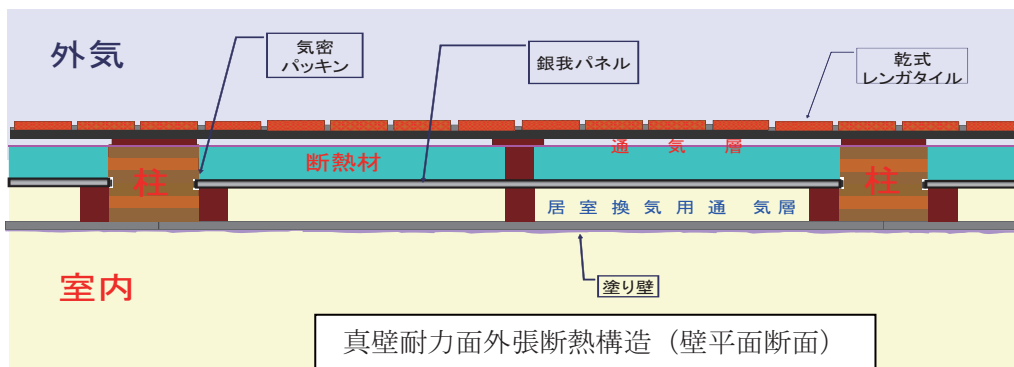 外気
気密
パッキン
銀我パネル
乾式
レンガタイル
断熱材
通気層
柱
柱
居室換気用通気層
塗り壁
室内
真壁耐力面外張断熱構造（壁平面断面）